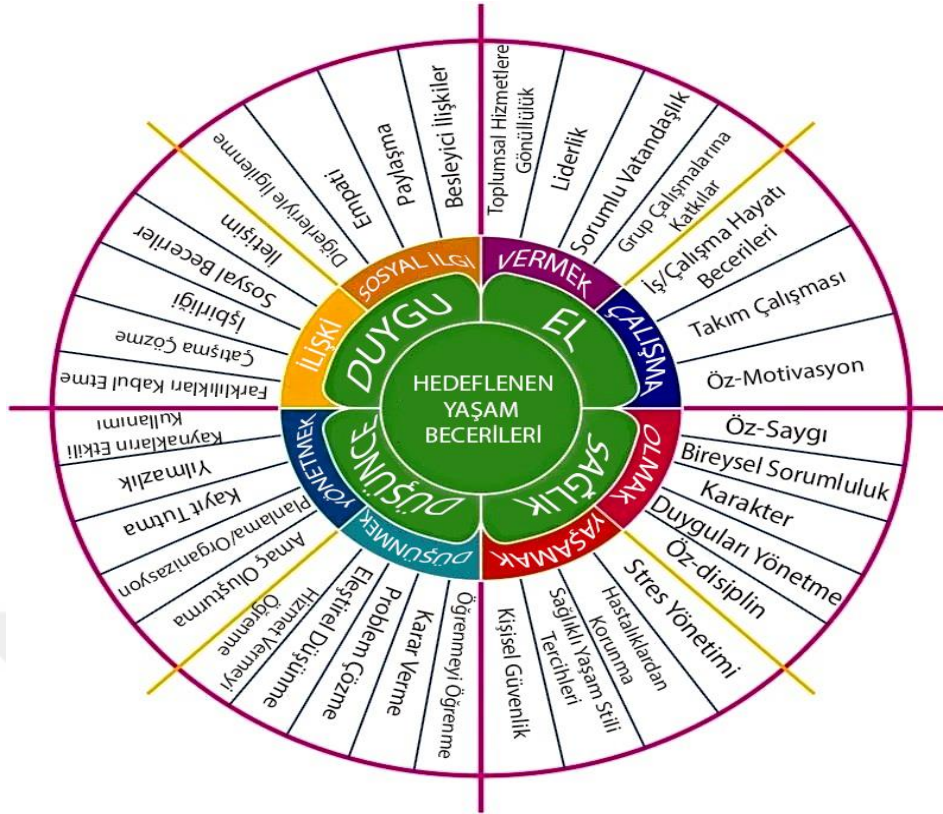 HEDEFLENEN
YAŞAM
BECERİLERİ
DUYGU
EL
SAĞLIK
DÜŞÜNCE
SOSYAL İLGİ
VERMEK
ÇALIŞMA
OLMAK
YAŞAMAK
DÜŞÜNMEK
YÖNETMEK
İLİŞKİ
Toplumsal Hizmetlere
Gönüllülük
Liderlik
Sorumlu Vatandaşlık
Grup Çalışmalarına
Katkılar
İş/Çalışma Hayatı
Becerileri
Takım Çalışması
Öz-Motivasyon
Öz-Saygı
Bireysel Sorumluluk
Karakter
Duyguları Yönetme
Öz-disiplin
Stres Yönetimi
Hastalıklardan
Korunma
Sağlıklı Yaşam Stili
Tercihleri
Kişisel Güvenlik
Öğrenmeyi Öğrenme
Karar Verme
Problem Çözme
Eleştirel Düşünme
Hizmet Vermeyi
Öğrenme
Amaç Oluşturma
Planlama/Organizasyon
Kayıt Tutma
Yılmazlık
Kaynakların Etkili
Kullanımı
Farklılıkları Kabul Etme
Çatışma Çözme
İşbirliği
Sosyal Beceriler
İletişim
Diğerleriyle İlgilenme
Empati
Paylaşma
Besleyici İlişkiler